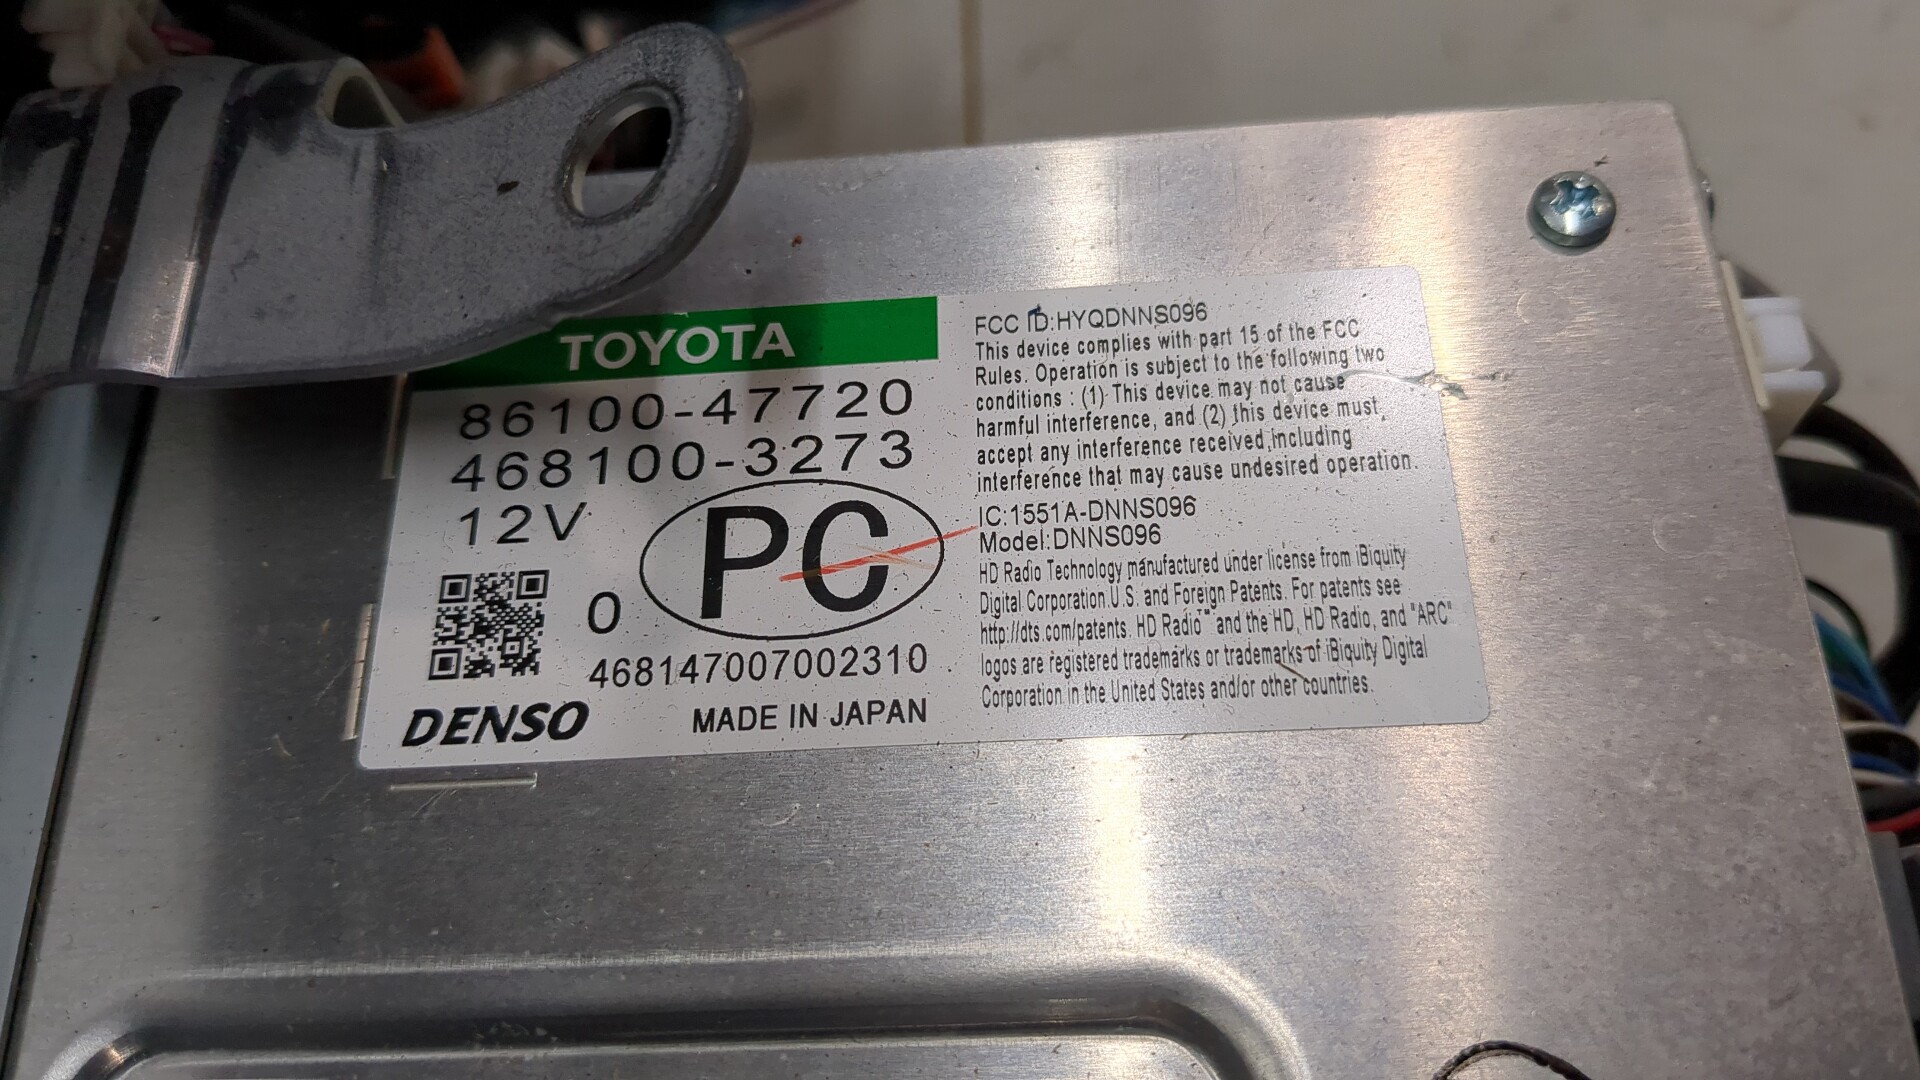 TOYOTA
86100-47720
468100-3273
12V
PC
0
468147007002310
DENSO
MADE IN JAPAN
FCC ID:HYQDNNS096
This device complies with part 15 of the FCC
Rules. Operation is subject to the following two
conditions : (1) This device may not cause
harmful interference, and (2) this device must
accept any interference received,including
interference that may cause undesired operation.
IC:1551A-DNNS096
Model:DNNS096
HD Radio Technology manufactured under license from iBiquity
Digital Corporation.U.S. and Foreign Patents. For patents see
http://dts.com/patents. HD Radio™ and the HD, HD Radio, and "ARC"
logos are registered trademarks or trademarks of iBiquity Digital
Corporation in the United States and/or other countries.